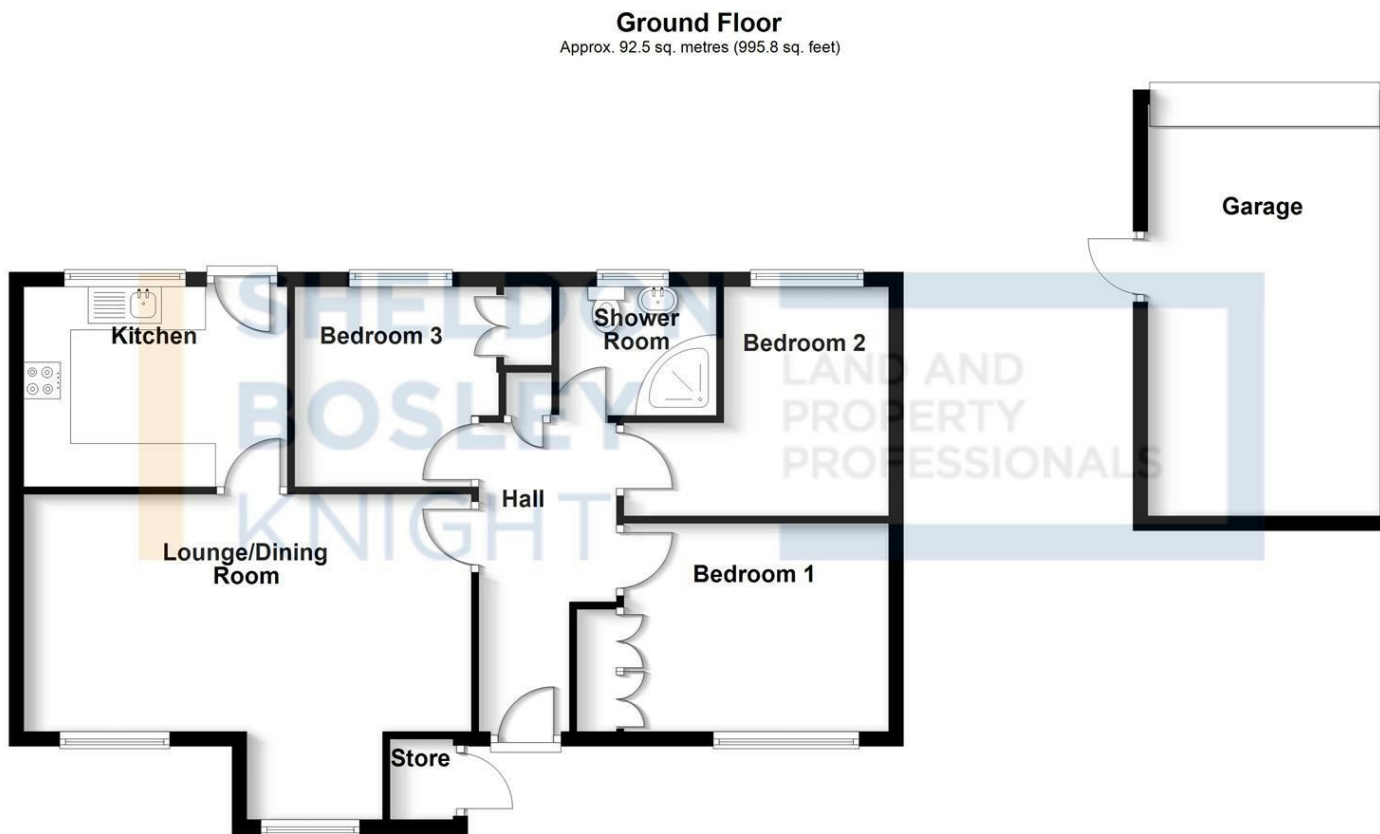 Ground Floor
Approx. 92.5 sq. metres (995.8 sq. feet)
Garage
Kitchen
Bedroom 3
Shower
Room
Bedroom 2
Hall
Lounge/Dining
Room
Bedroom 1
Store
SHELDON
BOSLEY
KNIGHT
LAND AND
PROPERTY
PROFESSIONALS